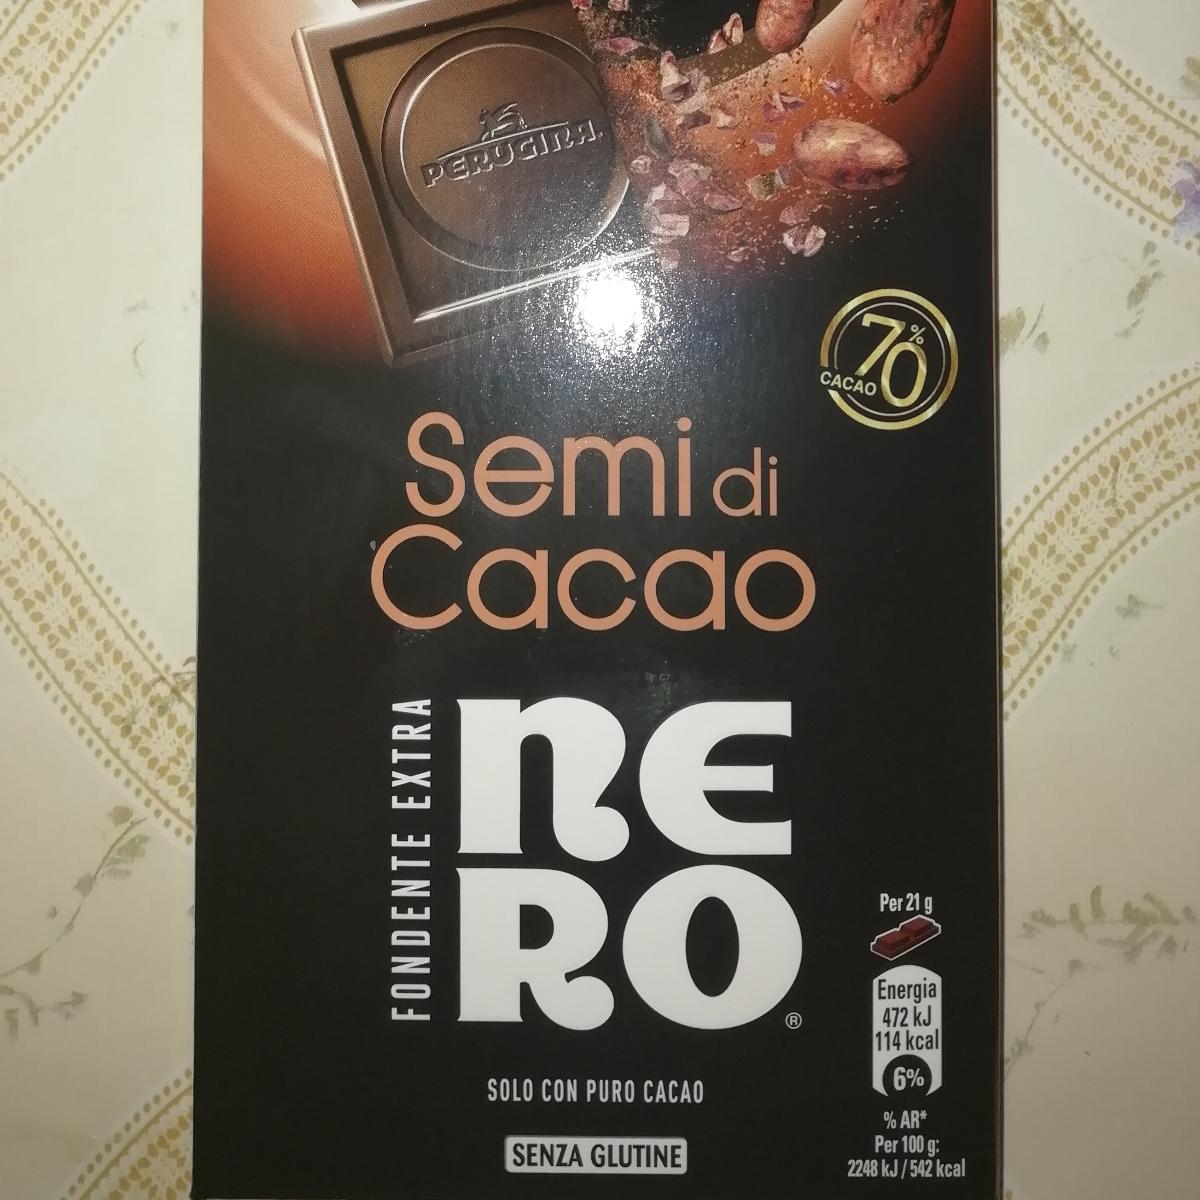 PERUGINA
70%
CACAO
Semi di
Cacao
FONDENTE EXTRA
NERO®
SOLO CON PURO CACAO
SENZA GLUTINE
Per 21 g
Energia
472 kJ
114 kcal
6%
% AR*
Per 100 g:
2248 kJ / 542 kcal